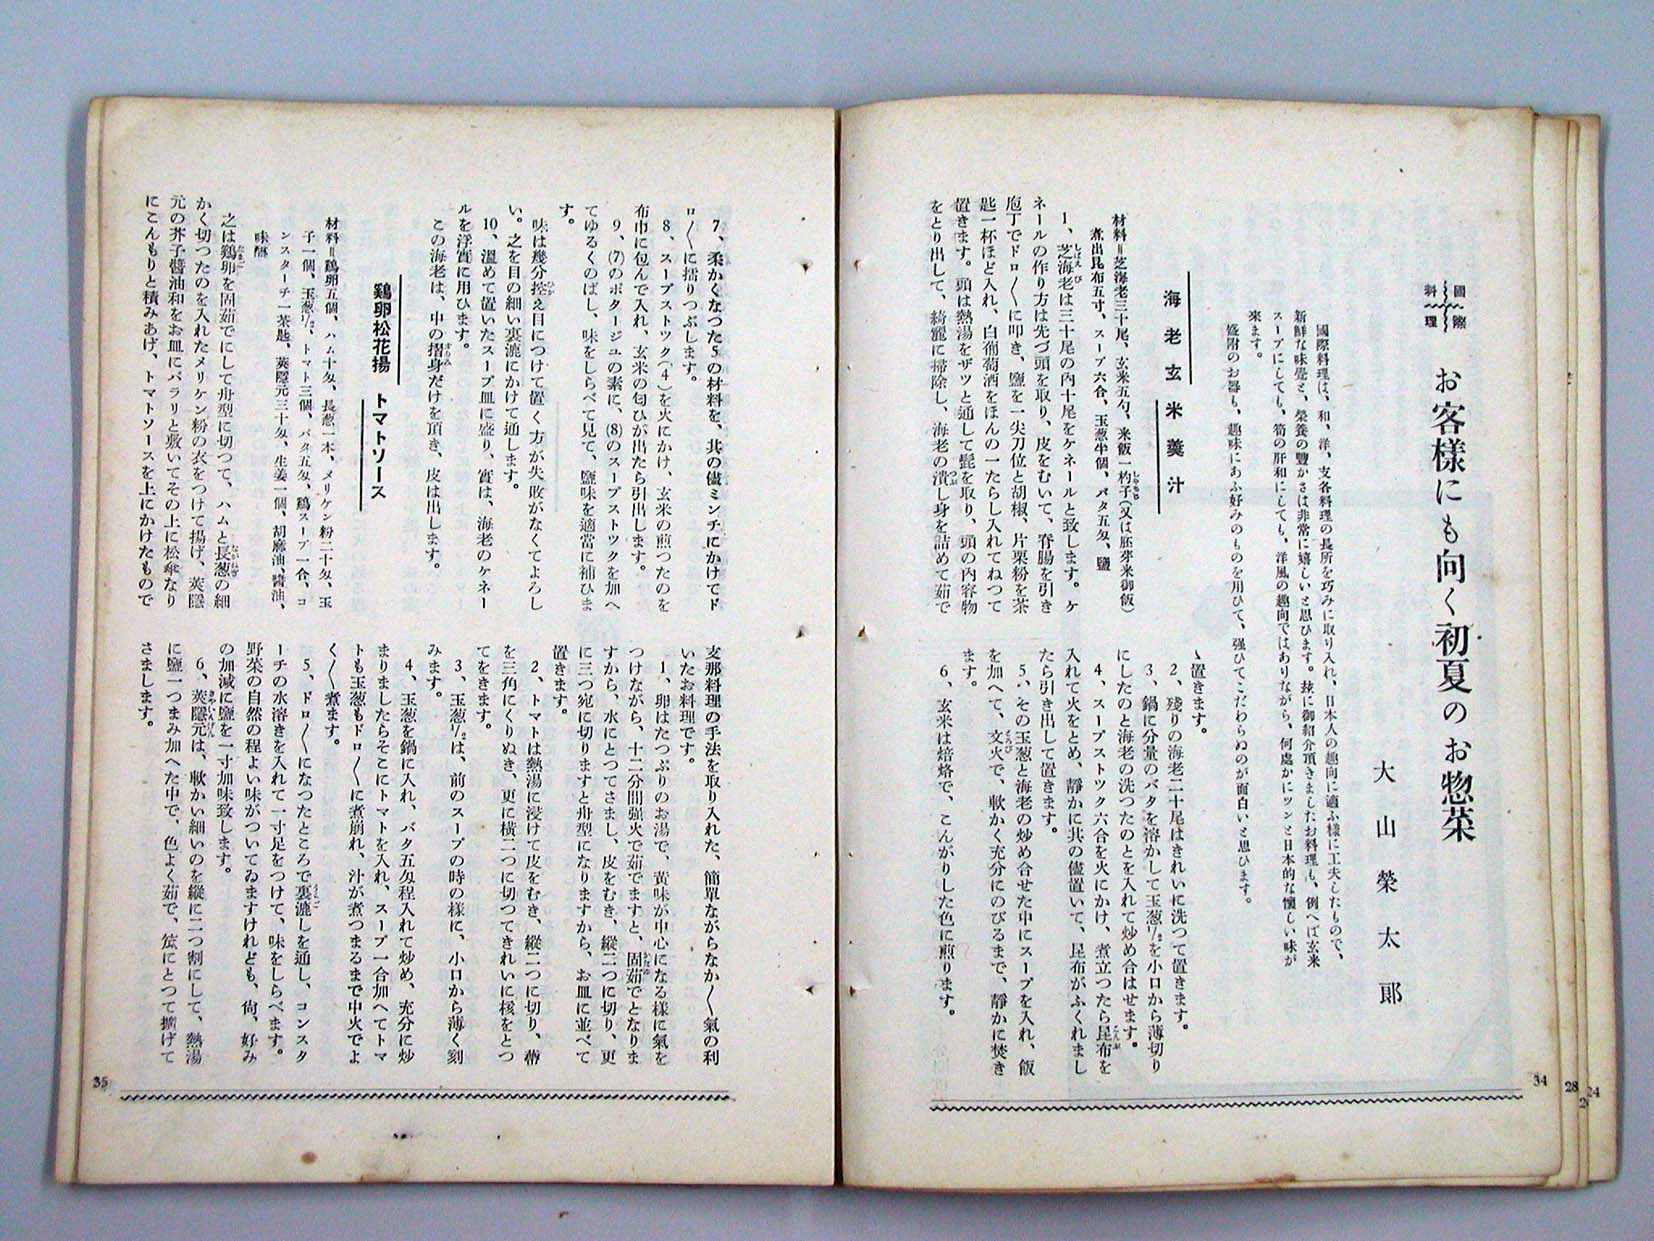 國際料理
お客様にも向く初夏のお惣菜
大山榮太郎
國際料理は、和、洋、支各料理の長所を巧みに取り入れ、日本人の趣向に適ふ樣に工夫したもので、
新鮮な味覺と、榮養の豐かさは非常に嬉しいと思ひます。玆に御紹介頂きましたお料理も、例へば玄米
スープにしても、筍の肝和にしても、洋風の趣向ではありながら、何處かにツンと日本的な懷しい味が
來ます。
盛附のお器も、趣味にあふ好みのものを用ひて、强ひてこだわらぬのが面白いと思ひます。
海老玄米羹汁
材料=芝海老三十尾、玄米五勺、米飯一杓子(又は胚芽米御飯)
煮出昆布五寸、スープ六合、玉葱半個、バタ五匁、鹽
1、芝海老は三十尾の內十尾をケネールと致します。ケ
ネールの作り方は先づ頭を取り、皮をむいて、脊腸を引き
庖丁でドロ〱に叩き、鹽を一尖刀位と胡椒、片栗粉を茶
匙一杯ほど入れ、白葡萄酒をほんの一たらし入れてねつて
置きます。頭は熱湯をザッと通して髭を取り、頭の內容物
をとり出して、綺麗に掃除し、海老の潰し身を詰めて茹で
ゝ置きます。
2、殘りの海老二十尾はきれいに洗つて置きます。
3、鍋に分量のバタを溶かして玉葱1/2を小口から薄切り
にしたのと海老の洗つたのとを入れて炒め合はせます。
4、スープストック六合を火にかけ、煮立つたら昆布を
入れて火をとめ、靜かに其の儘置いて、昆布がふくれまし
たら引き出して置きます。
5、その玉葱と海老の炒め合せた中にスープを入れ、飯
を加へて、文火で、軟かく充分にのびるまで、靜かに焚き
ます。
6、玄米は焙烙で、こんがりした色に煎ります。
34
28
24
7、柔かくなつた5の材料を、其の儘ミンチにかけてド
ロ〱に擂りつぶします。
8、スープストック(4)を火にかけ、玄米の煎つたのを
布巾に包んで入れ、玄米の匂ひが出たら引出します。
9、(7)のポタージユの素に、(8)のスープストックを加へ
てゆるくのばし、味をしらべて見て、鹽味を適當に補ひま
す。
味は幾分控え目につけて置く方が失敗がなくてよろし
い。之を目の細い裏漉にかけて通します。
10、溫めて置いたスープ皿に盛り、實は、海老のケネー
ルを浮實に用ひます。
この海老は、中の摺身だけを頂き、皮は出します。
鷄卵松花揚 トマトソース
材料=鷄卵五個、ハム十匁、長葱一本、メリケン粉二十匁、玉
子一個、玉葱1/2、トマト三個、バタ五匁、鷄スープ一合、コ
ンスターチ一茶匙、莢隱元三十匁、生姜一個、胡麻油、醬油、
味醂
之は鷄卵を固茹でにして舟型に切つて、ハムと長葱の細
かく切つたのを入れたメリケン粉の衣をつけて揚げ、莢隱
元の芥子醬油和をお皿にバラリと敷いてその上に松傘なり
にこんもりと積みあげ、トマトソースを上にかけたもので
支那料理の手法を取り入れた、簡單ながらなか〱氣の利
いたお料理です。
1、卵はたつぷりのお湯で、黃味が中心になる樣に氣を
つけながら、十二分間强火で茹でますと、固茹でとなりま
すから、水にとつてさまし、皮をむき、縱二つに切り、更
に三つ宛に切りますと舟型になりますから、お皿に並べて
置きます。
2、トマトは熱湯に浸けて皮をむき、縱二つに切り、蔕
を三角にくりぬき、更に橫二つに切つてきれいに核をとつ
てをきます。
3、玉葱1/2は、前のスープの時の樣に、小口から薄く刻
みます。
4、玉葱を鍋に入れ、バタ五匁程入れて炒め、充分に炒
まりましたらそこにトマトを入れ、スープ一合加へてトマ
トも玉葱もドロ〱に煮崩れ、汁が煮つまるまで中火でよ
く〱煮ます。
5、ドロ〱になつたところで裏漉しを通し、コンスタ
ーチの水溶きを入れて一寸足をつけて、味をしらべます。
野菜の自然の程よい味がついてゐますけれども、尙、好み
の加減に鹽を一寸加味致します。
6、莢隱元は、軟かい細いのを縱に二つ割にして、熱湯
に鹽一つまみ加へた中で、色よく茹で、笊にとつて擴げて
さまします。
35